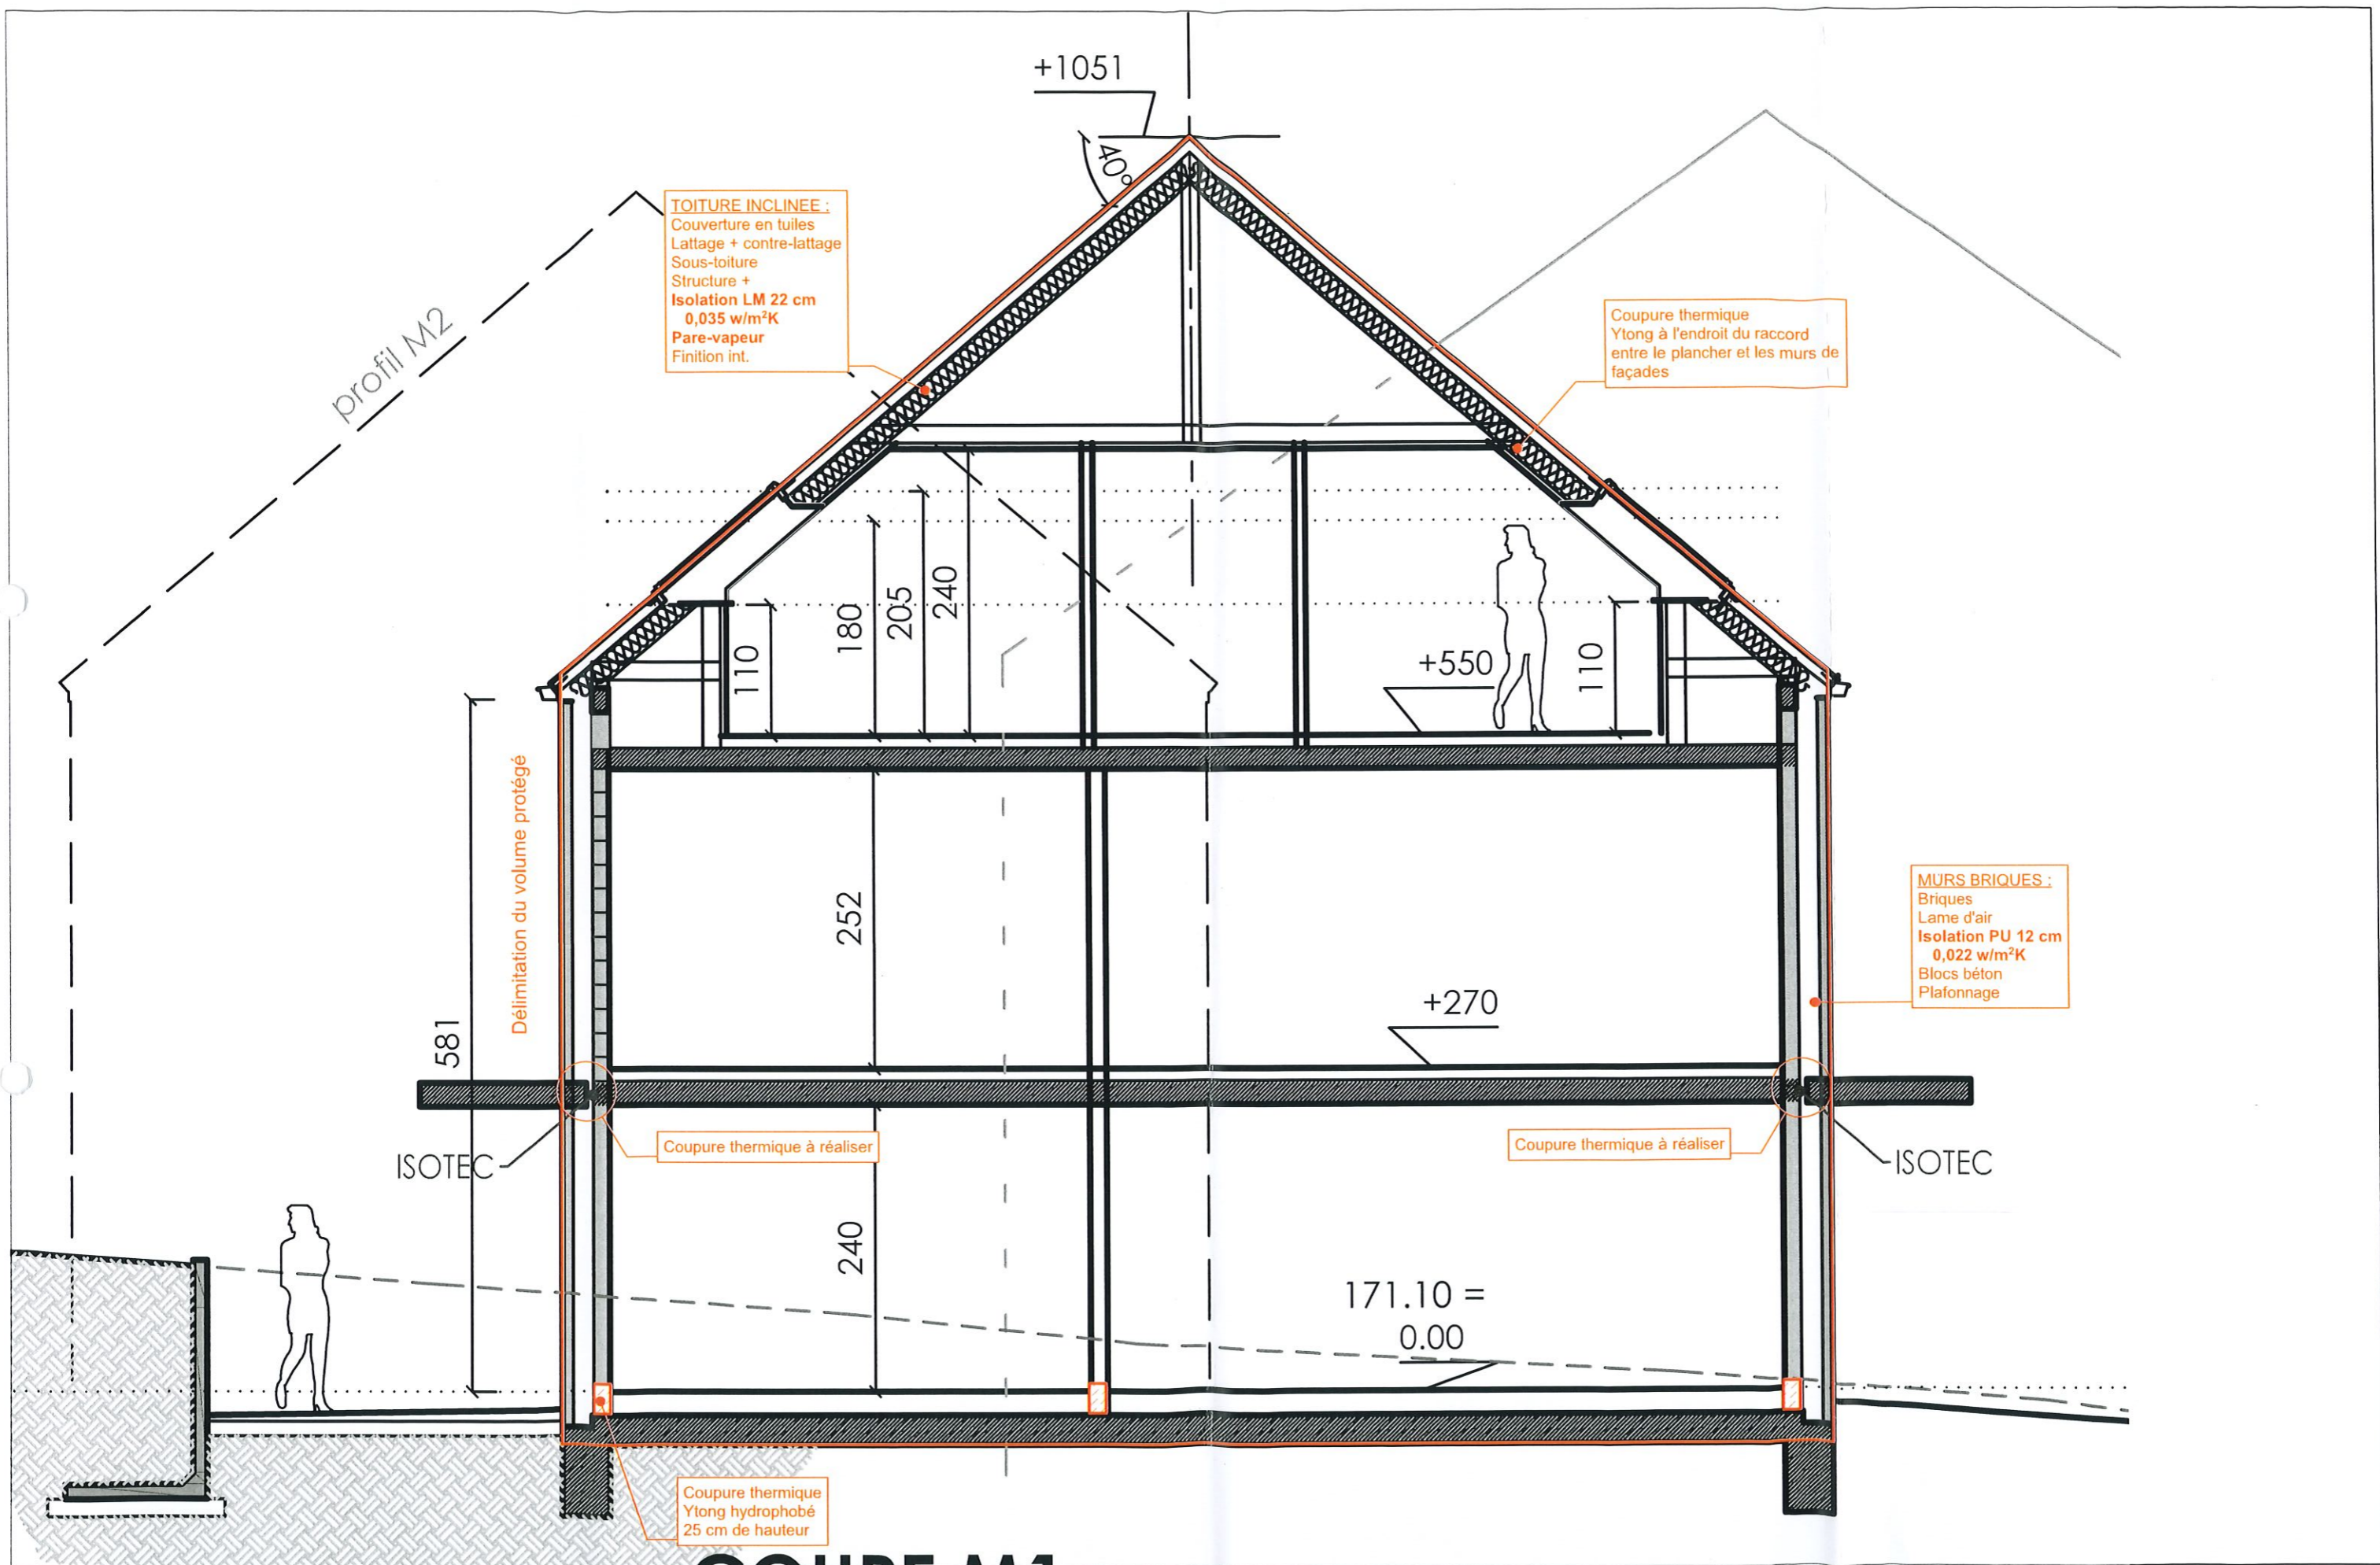 +1051
40°
TOITURE INCLINEE :
Couverture en tuiles
Lattage + contre-lattage
Sous-toiture
Structure +
Isolation LM 22 cm
0,035 w/m²K
Pare-vapeur
Finition int.
profil M2
Coupure thermique
Ytong à l'endroit du raccord
entre le plancher et les murs de
façades
110
180
205
240
+550
110
Délimitation du volume protégé
581
252
+270
MURS BRIQUES :
Briques
Lame d'air
Isolation PU 12 cm
0,022 w/m²K
Blocs béton
Plafonnage
ISOTEC
Coupure thermique à réaliser
Coupure thermique à réaliser
ISOTEC
240
171.10 =
0.00
Coupure thermique
Ytong hydrophobé
25 cm de hauteur
COUPE M1